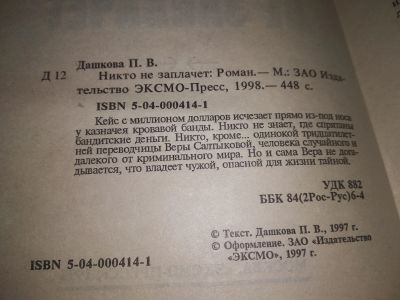 Дашкова П. В.
Д 12 Никто не заплачет: Роман.— М.: ЗАО Изда-
тельство ЭКСМО-Пресс, 1998.— 448 с.
ISBN 5-04-000414-1
Кейс с миллионом долларов исчезает прямо из-под носа
у казначея кровавой банды. Никто не знает, где спрятаны
бандитские деньги. Никто, кроме... одинокой тридцатилет-
ней переводчицы Веры Салтыковой, человека случайного и
далекого от криминального мира. Но и сама Вера не дога-
дывается, что владеет чужой, опасной для жизни тайной.
УДК 882
ББК 84(2Рос-Рус)6-4
© Текст. Дашкова П. В., 1997 г.
© Оформление. ЗАО «Издательство
«ЭКСМО», 1997 г.
ISBN 5-04-000414-1